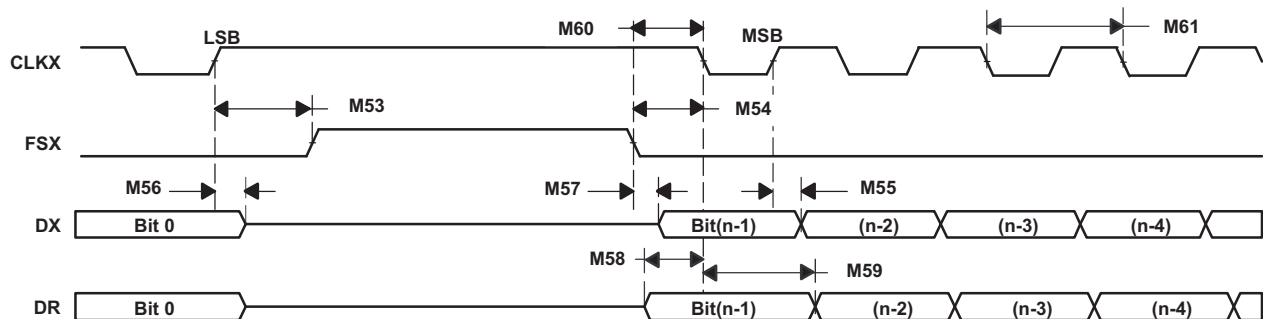 M60
M61
LSB
MSB
CLKX
M53
M54
FSX
M56
M57
M55
DX
Bit 0
Bit(n-1)
(n-2)
(n-3)
(n-4)
M58
M59
DR
Bit 0
Bit(n-1)
(n-2)
(n-3)
(n-4)